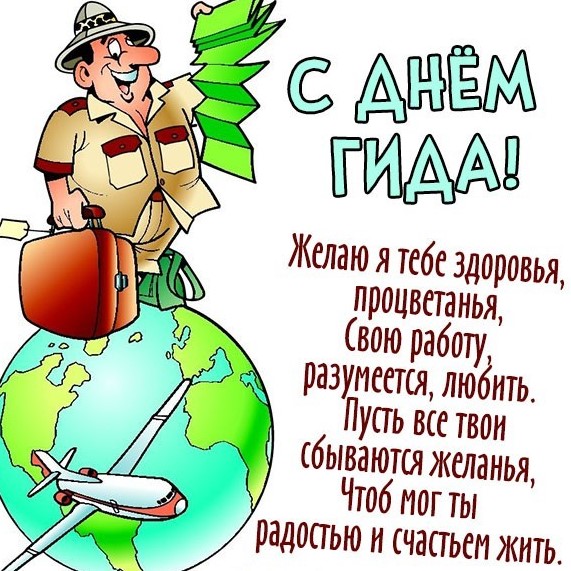 С ДНЁМ
ГИДА!
Желаю я тебе здоровья,
процветанья,
Свою работу,
разумеется, любить.
Пусть все твои
сбываются желанья,
Чтоб мог ты
радостью и счастьем жить.